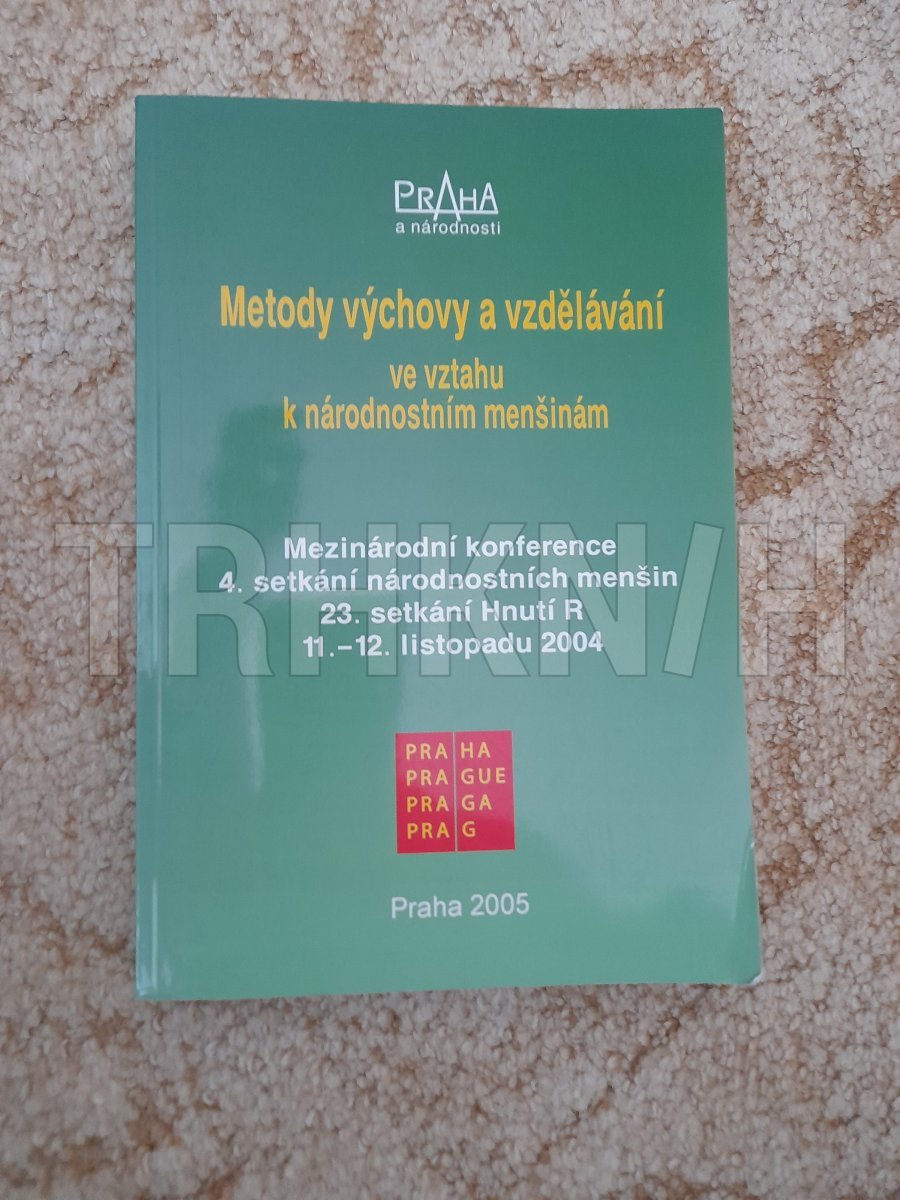 PRAHA
a národnosti
Metody výchovy a vzdělávání
ve vztahu
k národnostním menšinám
Mezinárodní konference
4. setkání národnostních menšin
23. setkání Hnutí R
11.–12. listopadu 2004
TRHKNIH
PRA HA
PRA GUE
PRA GA
PRA G
Praha 2005